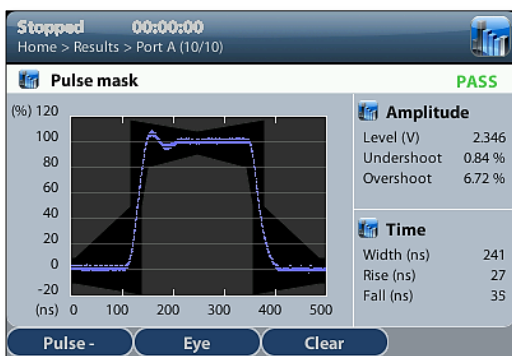 Stopped 00:00:00
Home > Results > Port A (10/10)
Pulse mask PASS
(%) 120
100
80
60
40
20
0
-20
(ns) 0 100 200 300 400 500
Amplitude
Level (V) 2.346
Undershoot 0.84 %
Overshoot 6.72 %
Time
Width (ns) 241
Rise (ns) 27
Fall (ns) 35
Pulse - Eye Clear